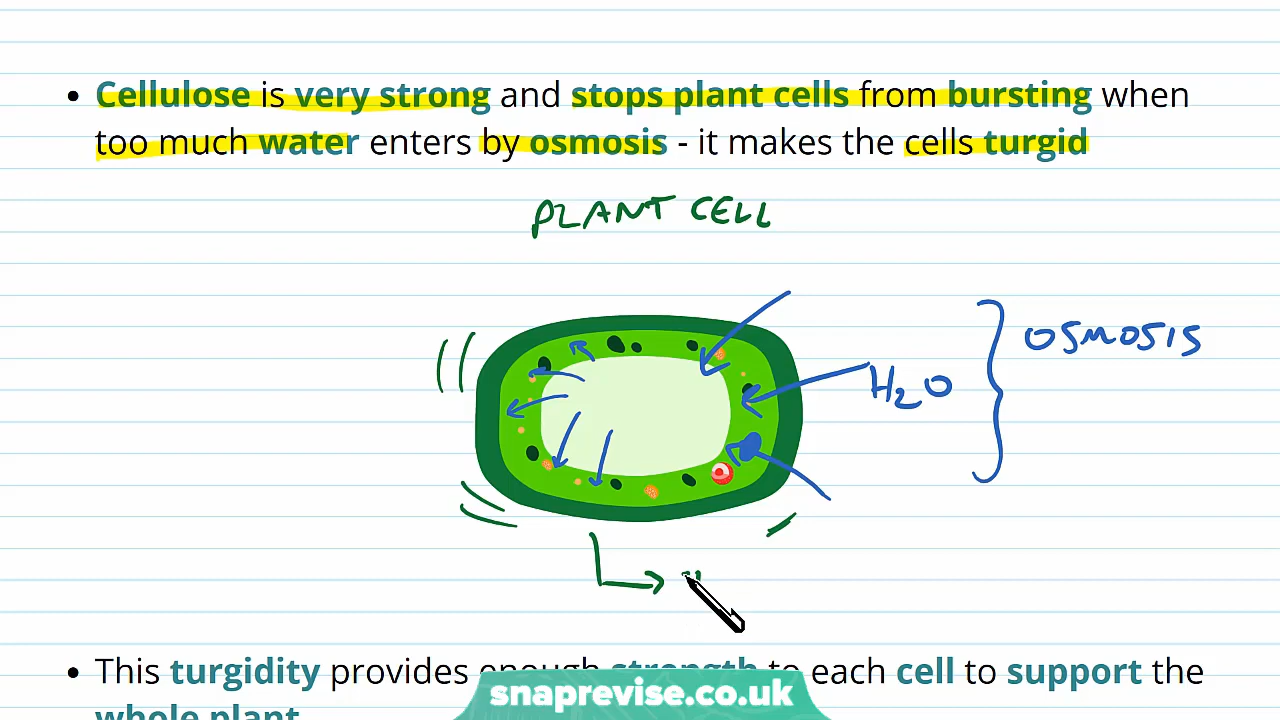 • Cellulose is very strong and stops plant cells from bursting when
too much water enters by osmosis - it makes the cells turgid
PLANT CELL
OSMOSIS
H2O
• This turgidity provides enough strength to each cell to support the
whole plant
snaprevise.co.uk